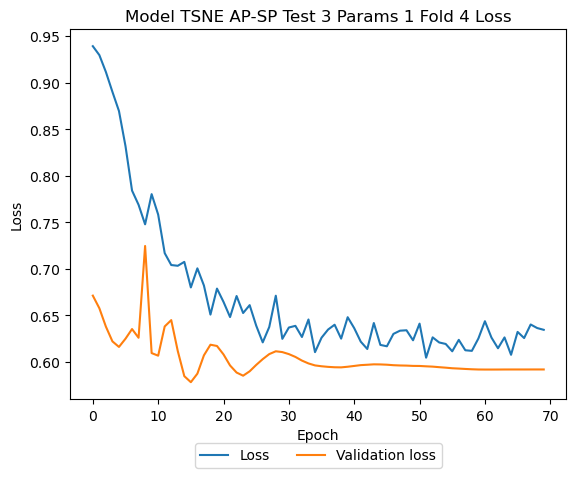 Model TSNE AP-SP Test 3 Params 1 Fold 4 Loss
0.95
0.90
0.85
0.80
0.75
0.70
0.65
0.60
Loss
0 10 20 30 40 50 60 70
Epoch
Loss Validation loss